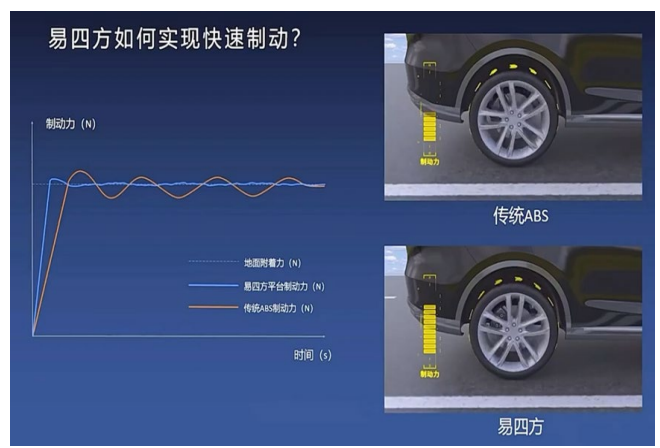 易四方如何实现快速制动？
制动力（N）
地面附着力（N）
易四方平台制动力（N）
传统ABS制动力（N）
时间（s）
制动力
传统ABS
制动力
易四方